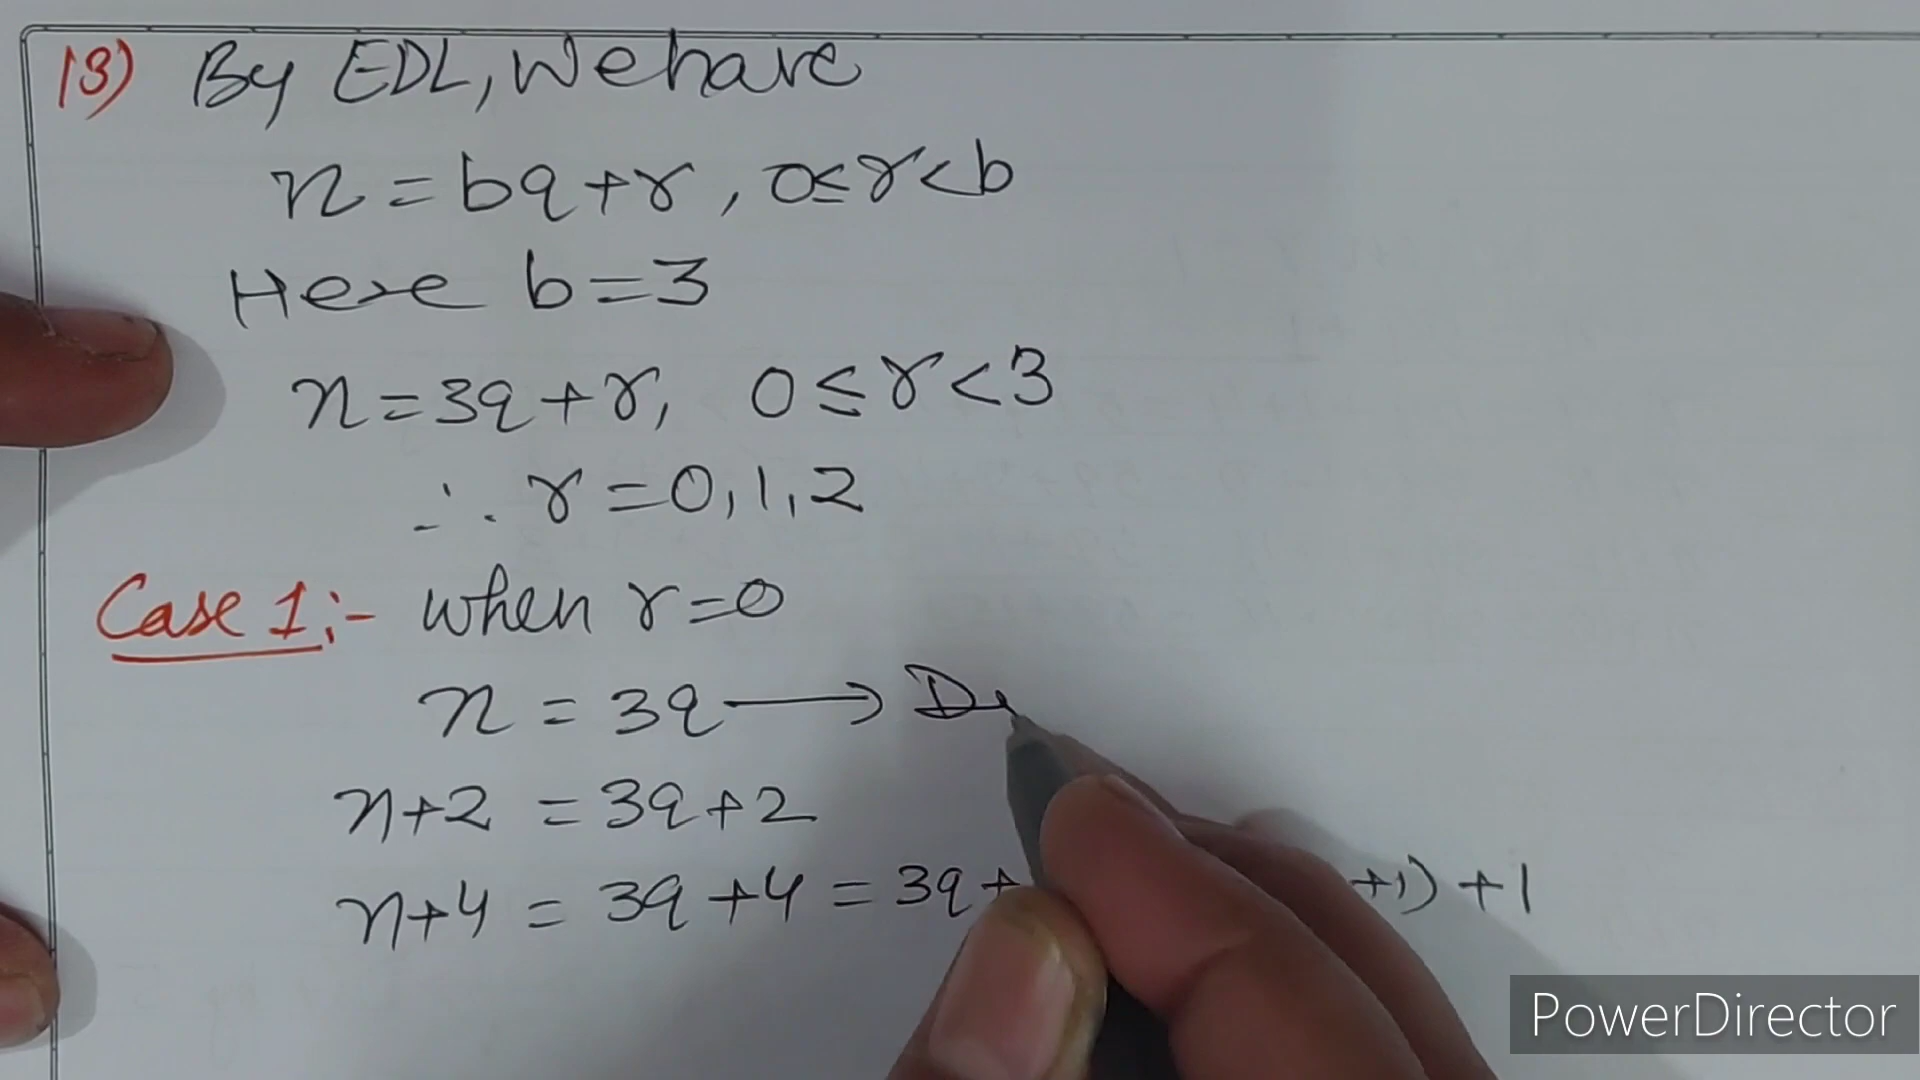 13) By EDL, We have
n = bq + r, 0 ≤ r < b
Here b = 3
n = 3q + r, 0 ≤ r < 3
∴ r = 0, 1, 2
Case 1:- when r = 0
n = 3q →
n+2 = 3q + 2
n+4 = 3q + 4 = 3q + +1) + 1
PowerDirector